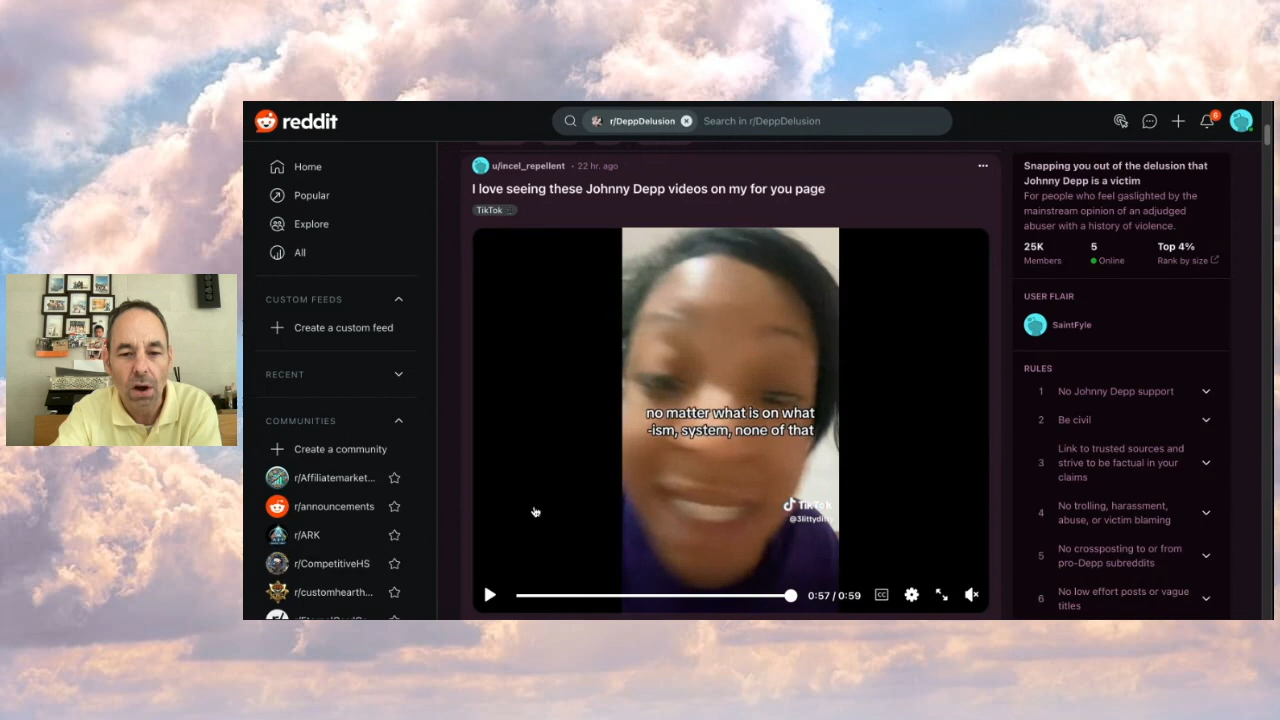 reddit
r/DeppDelusion
Search in r/DeppDelusion
6
Home
Popular
Explore
All
CUSTOM FEEDS
Create a custom feed
RECENT
COMMUNITIES
Create a community
r/Affiliatemarket...
r/announcements
r/ARK
r/CompetitiveHS
r/customhearth...
u/incel_repellent • 22 hr. ago
I love seeing these Johnny Depp videos on my for you page
TikTok
no matter what is on what
-ism, system, none of that
TikTok
@3littyditty
0:57 / 0:59
CC
Snapping you out of the delusion that
Johnny Depp is a victim
For people who feel gaslighted by the
mainstream opinion of an adjudged
abuser with a history of violence.
25K
Members
5
Online
Top 4%
Rank by size
USER FLAIR
SaintFyle
RULES
1 No Johnny Depp support
2 Be civil
3 Link to trusted sources and
strive to be factual in your
claims
4 No trolling, harassment,
abuse, or victim blaming
5 No crossposting to or from
pro-Depp subreddits
6 No low effort posts or vague
titles